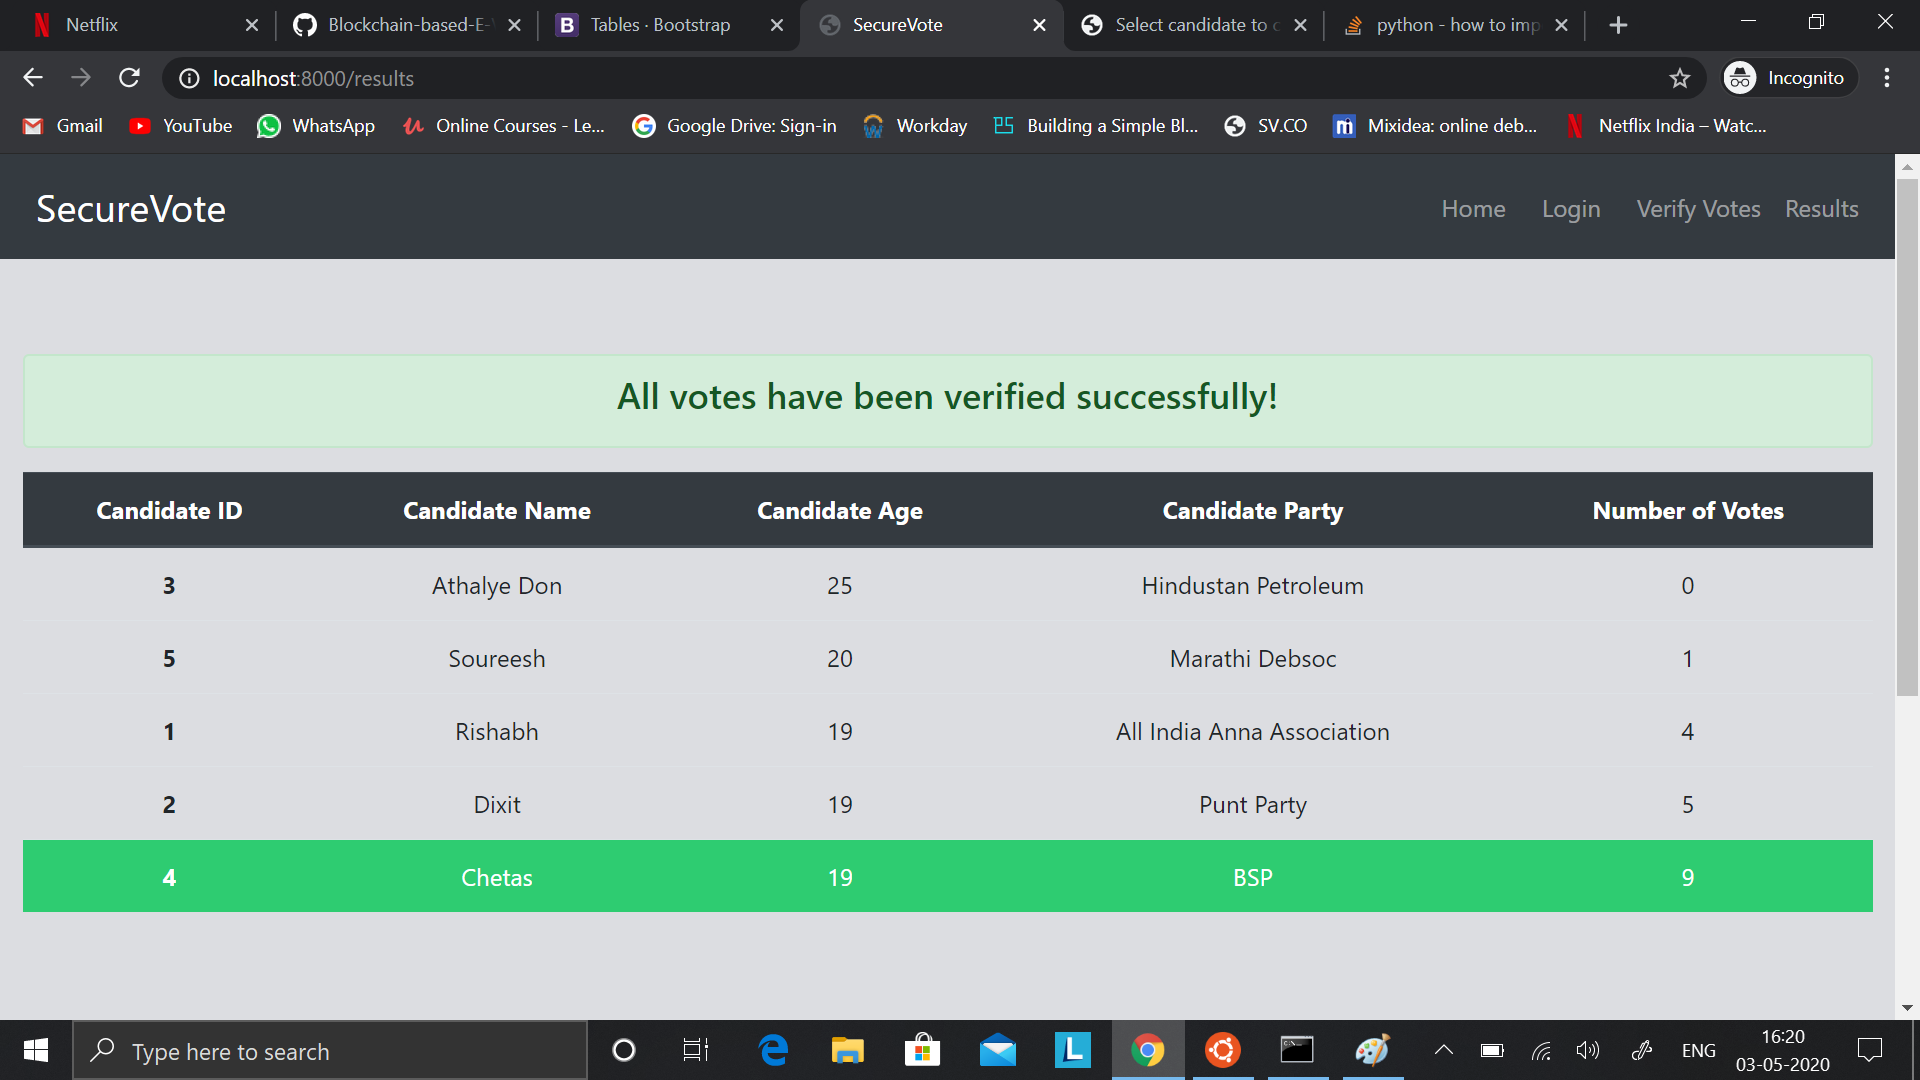 Netflix
Blockchain-based-E-
Tables · Bootstrap
SecureVote
Select candidate to c
python - how to imp
localhost:8000/results
Incognito
Gmail
YouTube
WhatsApp
Online Courses - Le...
Google Drive: Sign-in
Workday
Building a Simple Bl...
SV.CO
Mixidea: online deb...
Netflix India – Watc...
SecureVote
Home Login Verify Votes Results
All votes have been verified successfully!
Candidate ID Candidate Name Candidate Age Candidate Party Number of Votes
3 Athalye Don 25 Hindustan Petroleum 0
5 Soureesh 20 Marathi Debsoc 1
1 Rishabh 19 All India Anna Association 4
2 Dixit 19 Punt Party 5
4 Chetas 19 BSP 9
Type here to search
ENG
16:20
03-05-2020